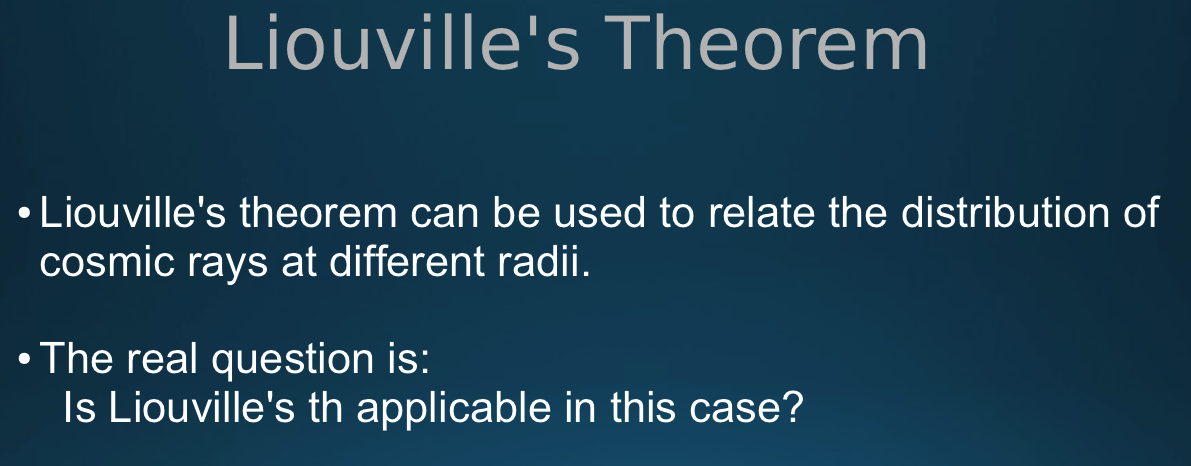 Liouville's Theorem
• Liouville's theorem can be used to relate the distribution of
cosmic rays at different radii.
• The real question is:
Is Liouville's th applicable in this case?